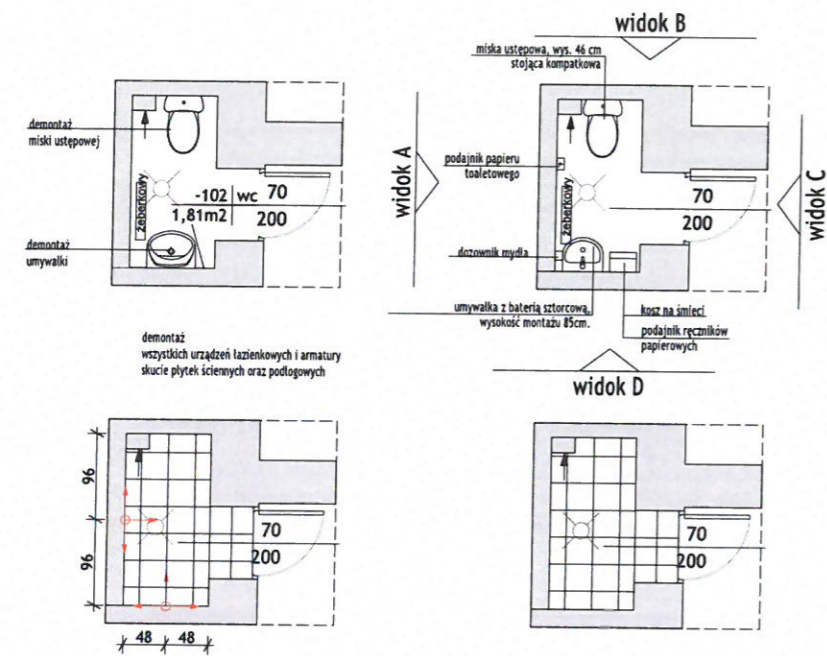 demontaż
miski ustępowej
żeberkowy
-102 wc 70
1,81m2 200
demontaż
umywalki
demontaż
wszystkich urządzeń łazienkowych i armatury
skucie płytek ściennych oraz podłogowych
widok B
miska ustępowa, wys. 46 cm
stojąca kompatkowa
widok A
podajnik papieru
toaletowego
żeberkowy
70
200
widok C
dozownik mydła
umywalka z baterią sztorcową,
wysokość montażu 85cm.
kosz na śmieci
podajnik ręczników
papierowych
widok D
96
96
70
200
48 48
70
200